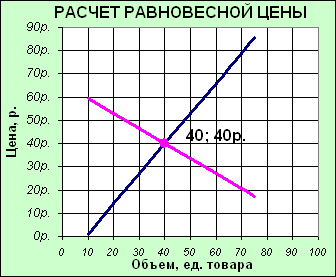 РАСЧЕТ РАВНОВЕСНОЙ ЦЕНЫ
90р.
80р.
70р.
60р.
50р.
40р.
30р.
20р.
10р.
0р.
Цена, р.
40; 40р.
0 10 20 30 40 50 60 70 80 90 100
Объем, ед. товара